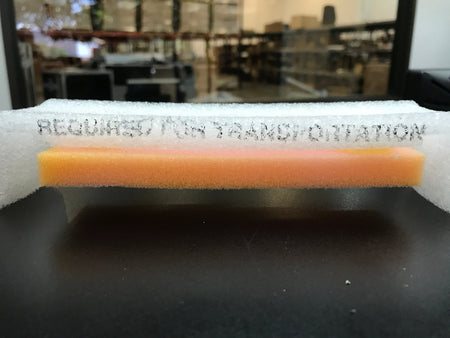 REQUIRED FOR TRANSPORTATION